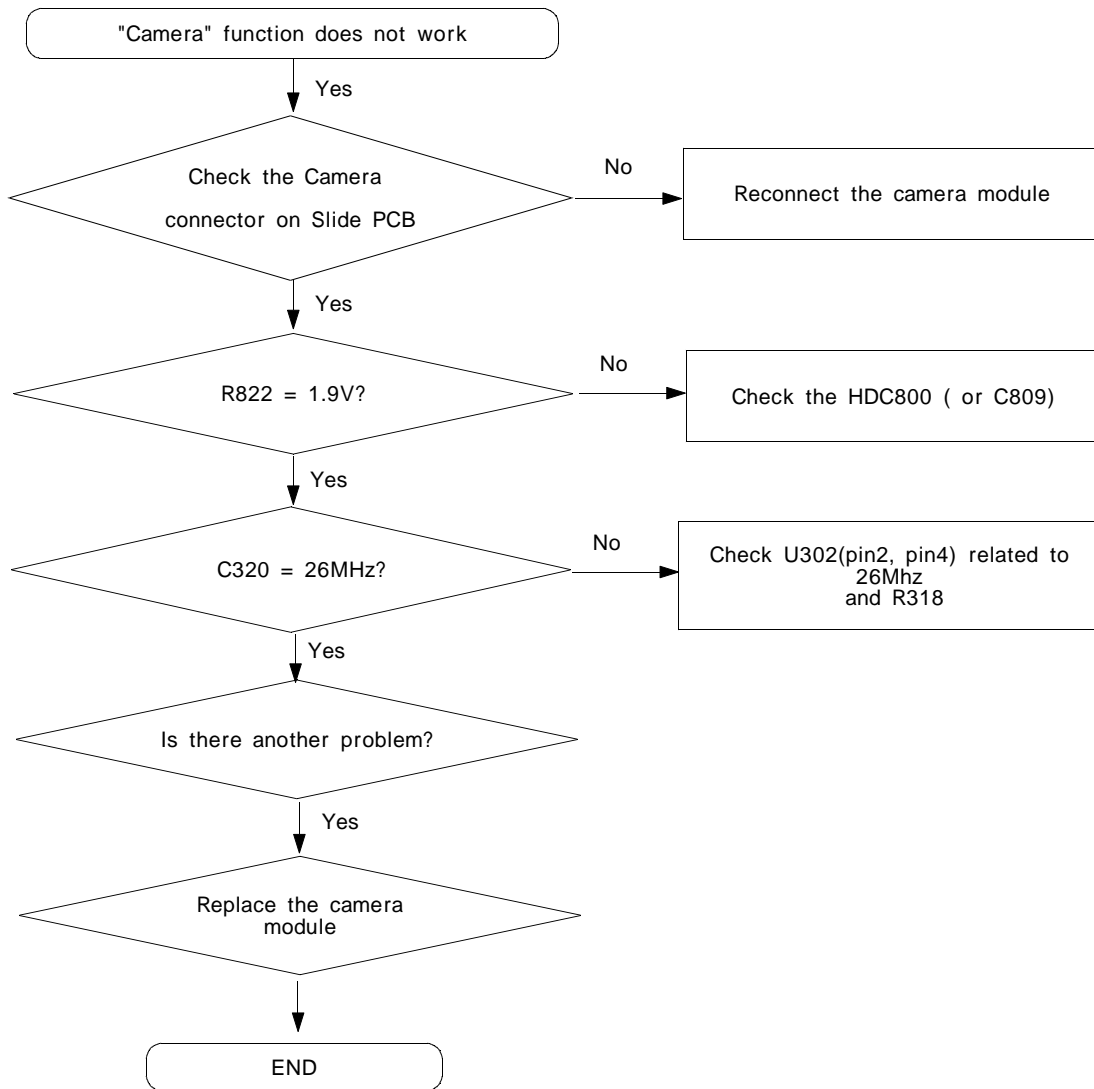 "Camera" function does not work
Yes
Check the Camera
connector on Slide PCB
No
Reconnect the camera module
Yes
R822 = 1.9V?
No
Check the HDC800 ( or C809)
Yes
C320 = 26MHz?
No
Check U302(pin2, pin4) related to
26Mhz
and R318
Yes
Is there another problem?
Yes
Replace the camera
module
END